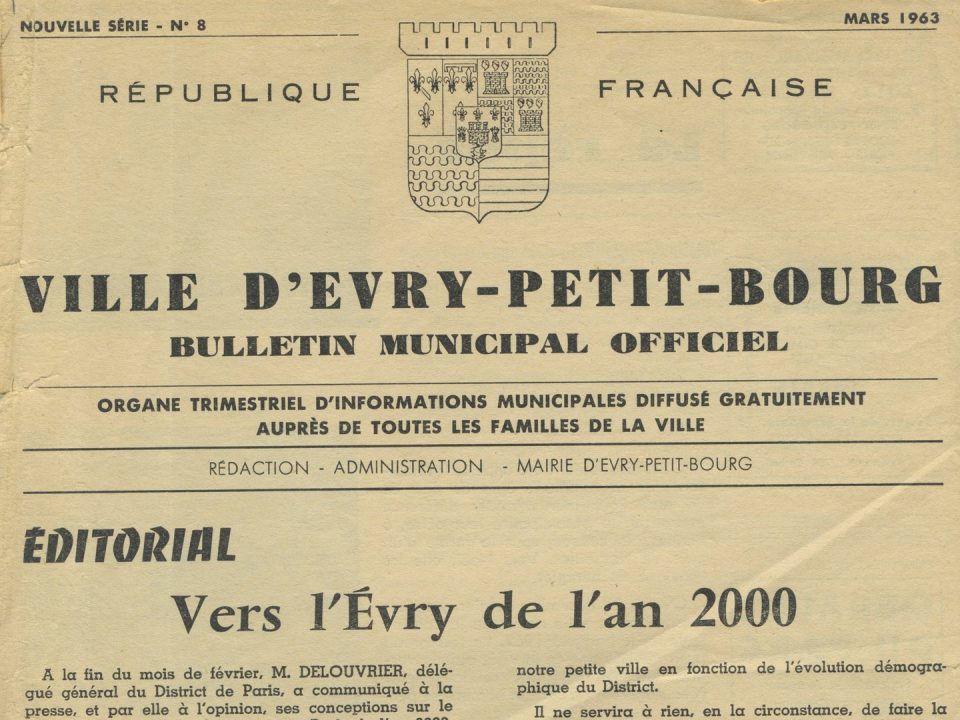 NOUVELLE SÉRIE - N° 8
MARS 1963
RÉPUBLIQUE FRANÇAISE
VILLE D'EVRY-PETIT-BOURG
BULLETIN MUNICIPAL OFFICIEL
ORGANE TRIMESTRIEL D'INFORMATIONS MUNICIPALES DIFFUSÉ GRATUITEMENT
AUPRÈS DE TOUTES LES FAMILLES DE LA VILLE
RÉDACTION - ADMINISTRATION - MAIRIE D'EVRY-PETIT-BOURG
ÉDITORIAL
Vers l'Évry de l'an 2000
A la fin du mois de février, M. DELOUVRIER, délé-
gué général du District de Paris, a communiqué à la
presse, et par elle à l'opinion, ses conceptions sur le
notre petite ville en fonction de l'évolution démogra-
phique du District.
Il ne servira à rien, en la circonstance, de faire la